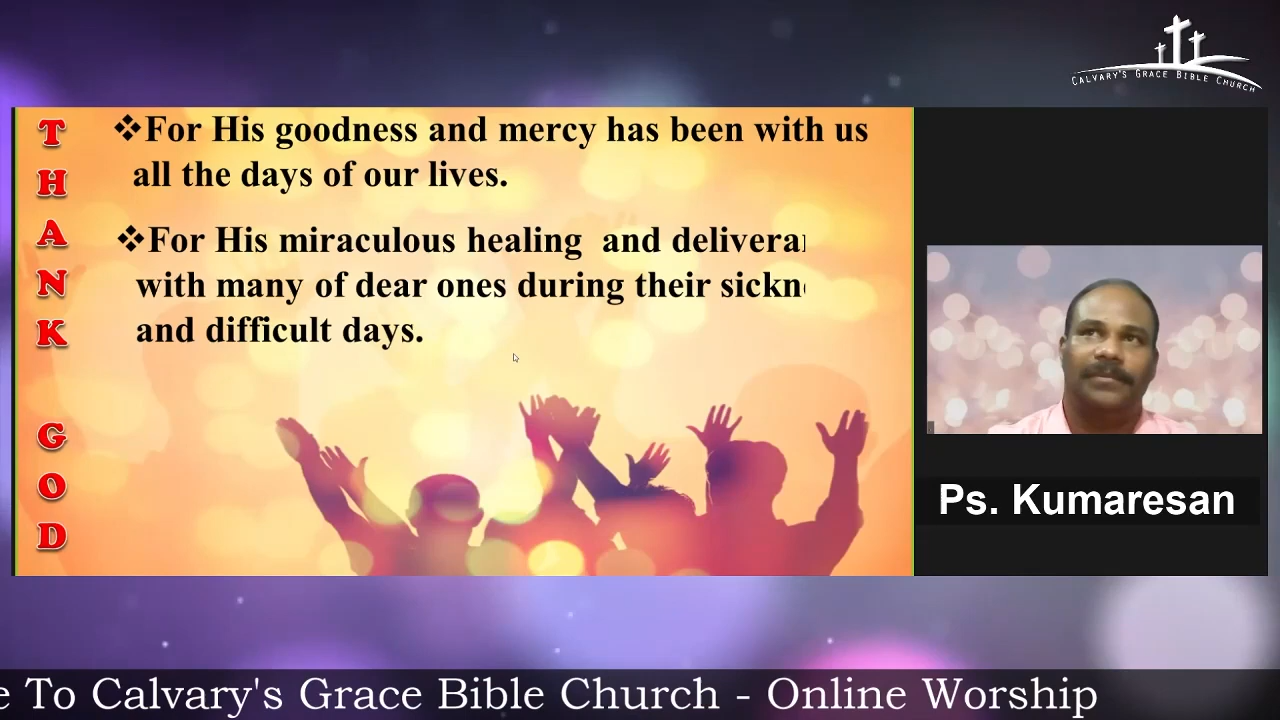 CALVARY'S GRACE BIBLE CHURCH
THANK GOD
❖For His goodness and mercy has been with us
all the days of our lives.
❖For His miraculous healing and
with many of dear ones during their
and difficult days.
Ps. Kumaresan
To Calvary's Grace Bible Church - Online Worship